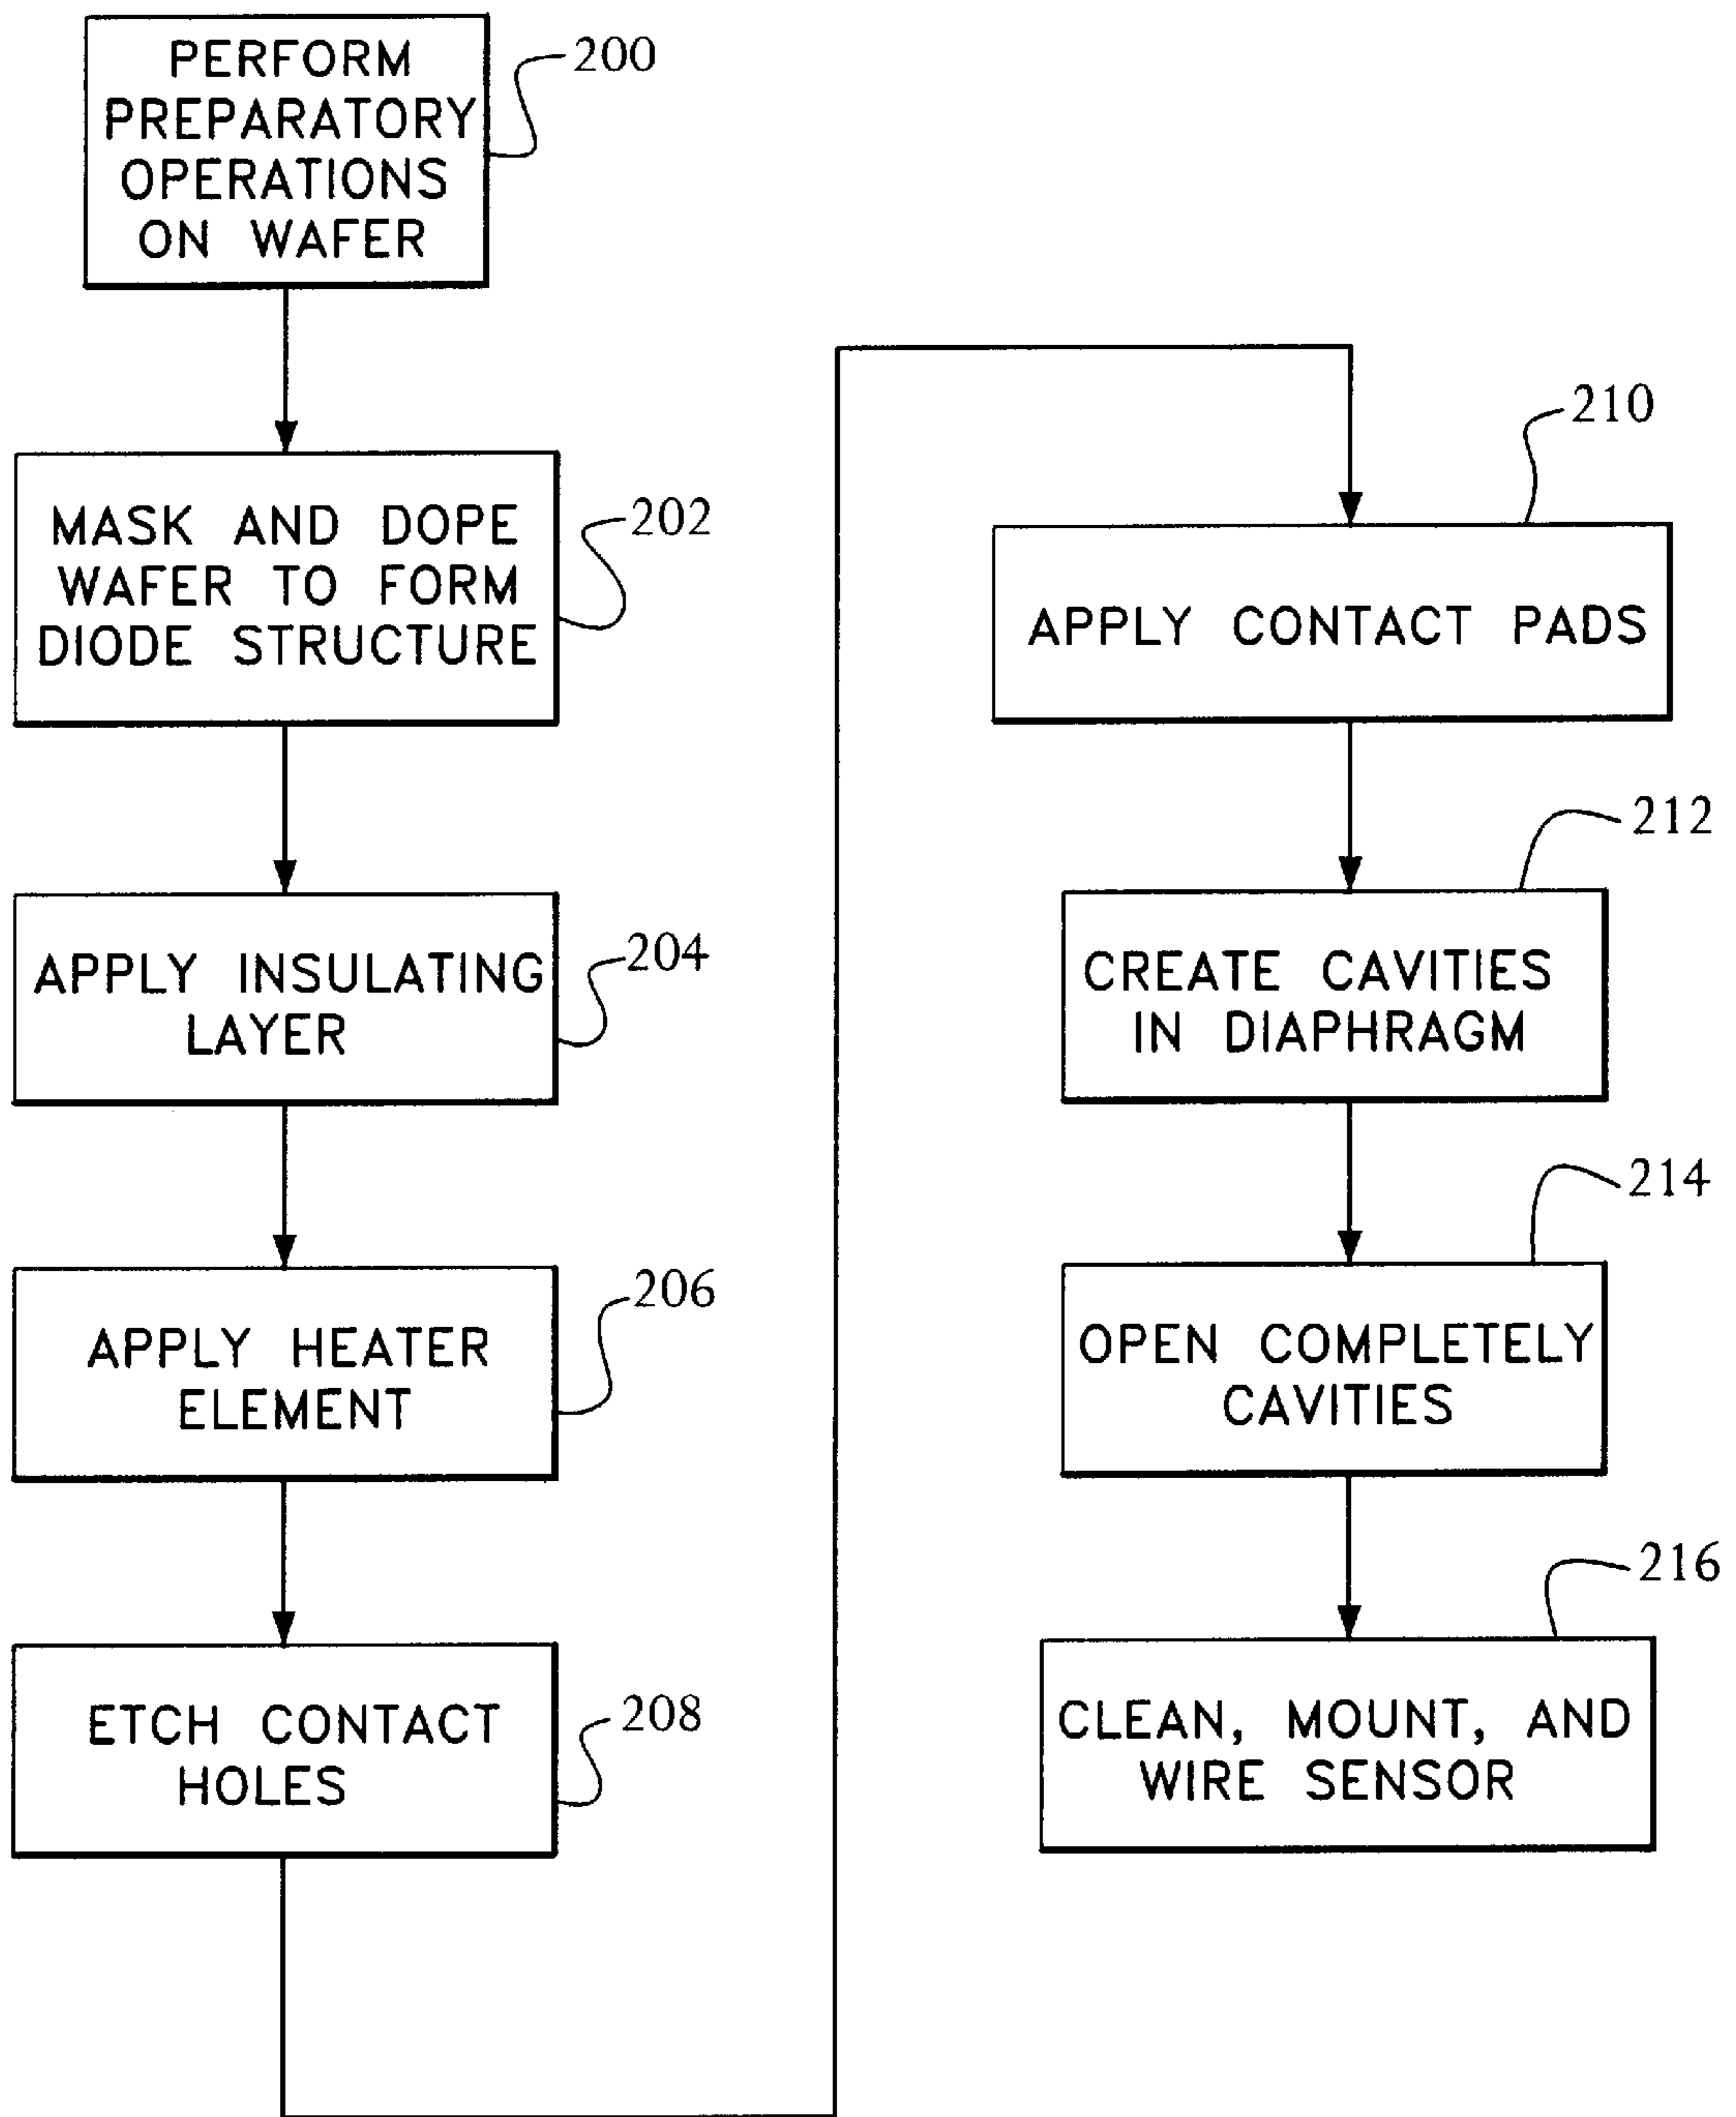 PERFORM
PREPARATORY
OPERATIONS
ON WAFER
200
MASK AND DOPE
WAFER TO FORM
DIODE STRUCTURE
202
APPLY INSULATING
LAYER
204
APPLY HEATER
ELEMENT
206
ETCH CONTACT
HOLES
208
210
APPLY CONTACT PADS
212
CREATE CAVITIES
IN DIAPHRAGM
214
OPEN COMPLETELY
CAVITIES
216
CLEAN, MOUNT, AND
WIRE SENSOR